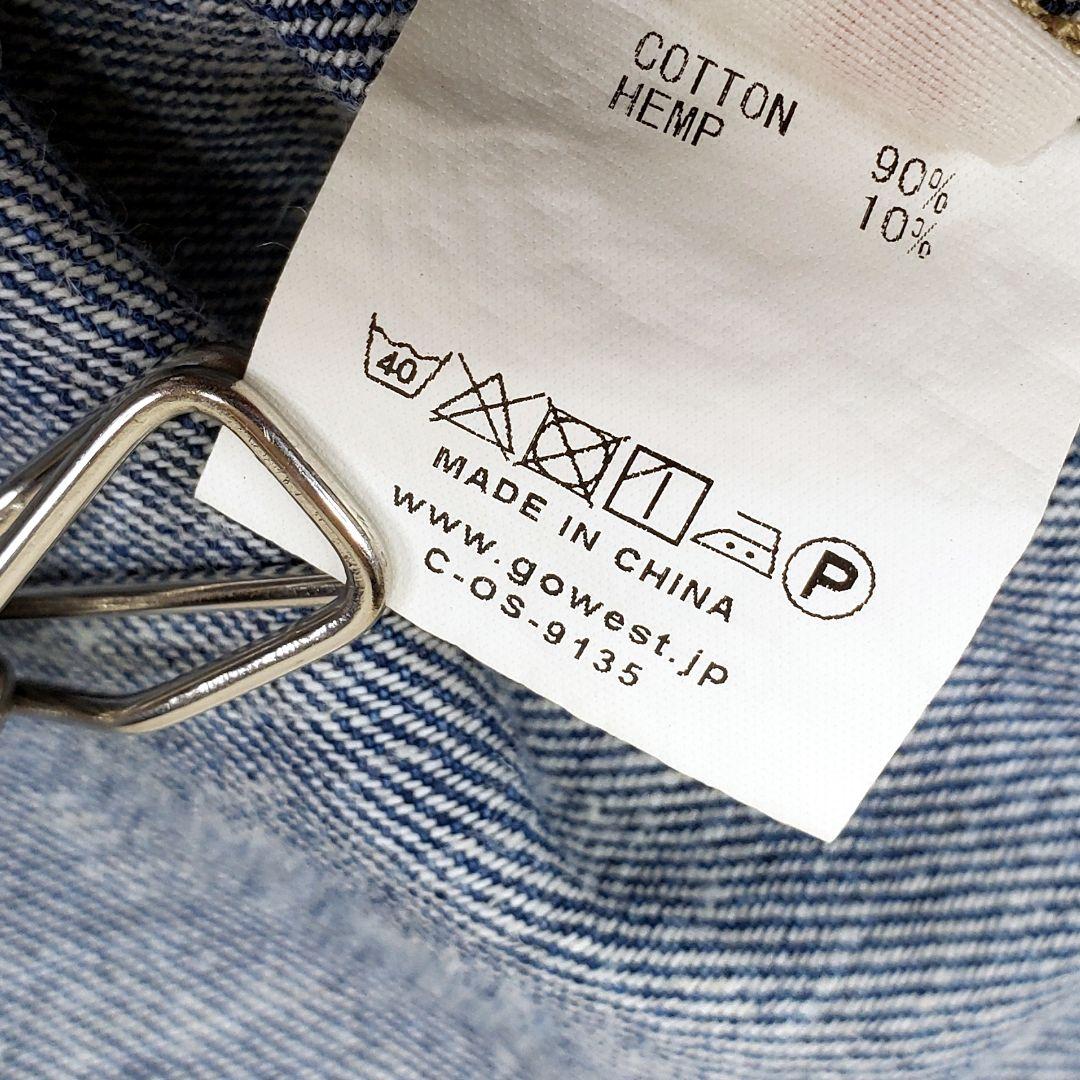 COTTON 90%
HEMP 10%
40
P
MADE IN CHINA
www.gowest.jp
C-OS-9135